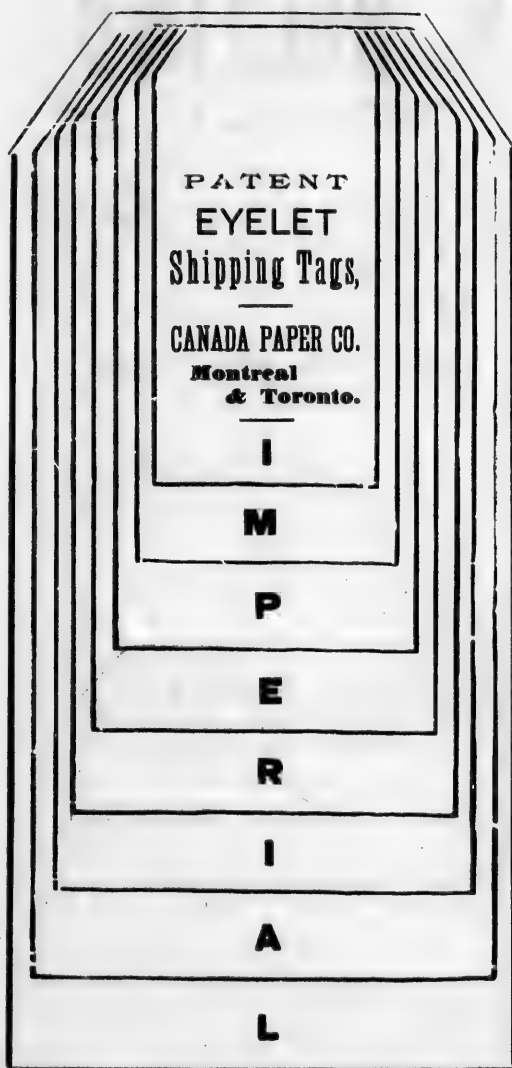 PATENT
EYELET
Shipping Tags,
CANADA PAPER CO.
Montreal
& Toronto.
I
M
P
E
R
I
A
L